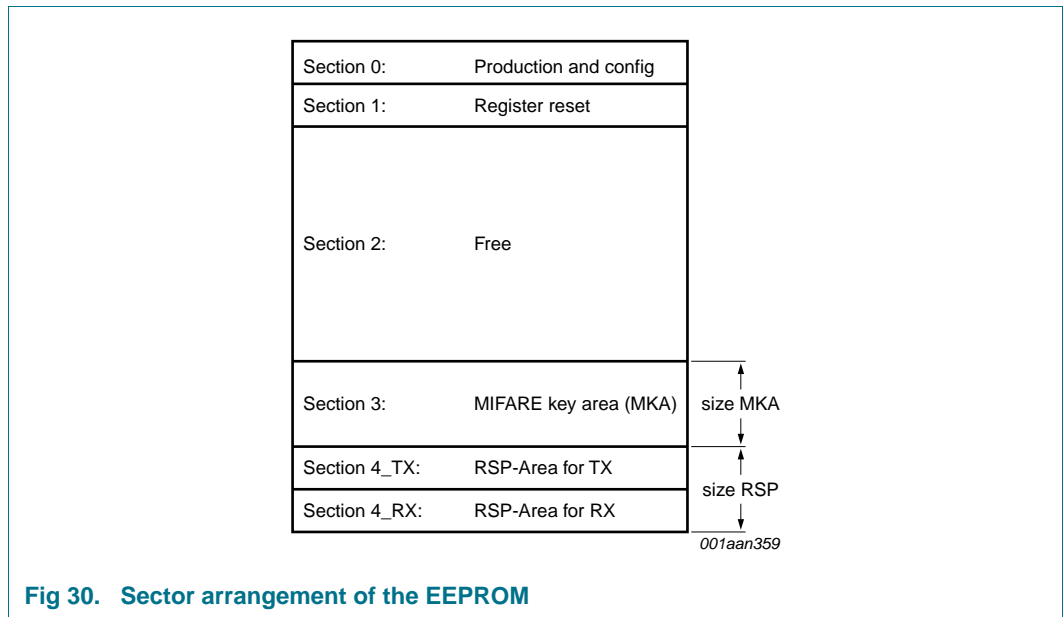 Section 0: Production and config
Section 1: Register reset
Section 2: Free
Section 3: MIFARE key area (MKA) size MKA
Section 4_TX: RSP-Area for TX
size RSP
Section 4_RX: RSP-Area for RX
001aan359
Fig 30. Sector arrangement of the EEPROM